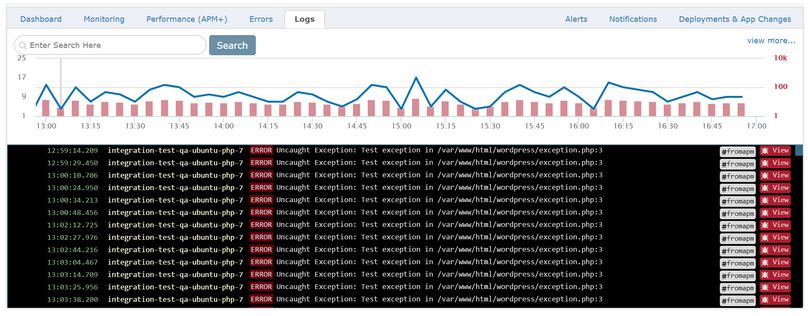 Dashboard Monitoring Performance (APM+) Errors Logs Alerts Notifications Deployments & App Changes
Enter Search Here Search view more...
25 10k
17 100
9
1 1
13:00 13:15 13:30 13:45 14:00 14:15 14:30 14:45 15:00 15:15 15:30 15:45 16:00 16:15 16:30 16:45 17:00
12:59:14.209 integration-test-qa-ubuntu-php-7 ERROR Uncaught Exception: Test exception in /var/www/html/wordpress/exception.php:3 #fromapm View
12:59:29.450 integration-test-qa-ubuntu-php-7 ERROR Uncaught Exception: Test exception in /var/www/html/wordpress/exception.php:3 #fromapm View
13:00:10.706 integration-test-qa-ubuntu-php-7 ERROR Uncaught Exception: Test exception in /var/www/html/wordpress/exception.php:3 #fromapm View
13:00:24.950 integration-test-qa-ubuntu-php-7 ERROR Uncaught Exception: Test exception in /var/www/html/wordpress/exception.php:3 #fromapm View
13:00:34.213 integration-test-qa-ubuntu-php-7 ERROR Uncaught Exception: Test exception in /var/www/html/wordpress/exception.php:3 #fromapm View
13:00:48.456 integration-test-qa-ubuntu-php-7 ERROR Uncaught Exception: Test exception in /var/www/html/wordpress/exception.php:3 #fromapm View
13:02:12.725 integration-test-qa-ubuntu-php-7 ERROR Uncaught Exception: Test exception in /var/www/html/wordpress/exception.php:3 #fromapm View
13:02:27.976 integration-test-qa-ubuntu-php-7 ERROR Uncaught Exception: Test exception in /var/www/html/wordpress/exception.php:3 #fromapm View
13:02:44.216 integration-test-qa-ubuntu-php-7 ERROR Uncaught Exception: Test exception in /var/www/html/wordpress/exception.php:3 #fromapm View
13:03:04.467 integration-test-qa-ubuntu-php-7 ERROR Uncaught Exception: Test exception in /var/www/html/wordpress/exception.php:3 #fromapm View
13:03:14.709 integration-test-qa-ubuntu-php-7 ERROR Uncaught Exception: Test exception in /var/www/html/wordpress/exception.php:3 #fromapm View
13:03:25.956 integration-test-qa-ubuntu-php-7 ERROR Uncaught Exception: Test exception in /var/www/html/wordpress/exception.php:3 #fromapm View
13:03:38.200 integration-test-qa-ubuntu-php-7 ERROR Uncaught Exception: Test exception in /var/www/html/wordpress/exception.php:3 #fromapm View